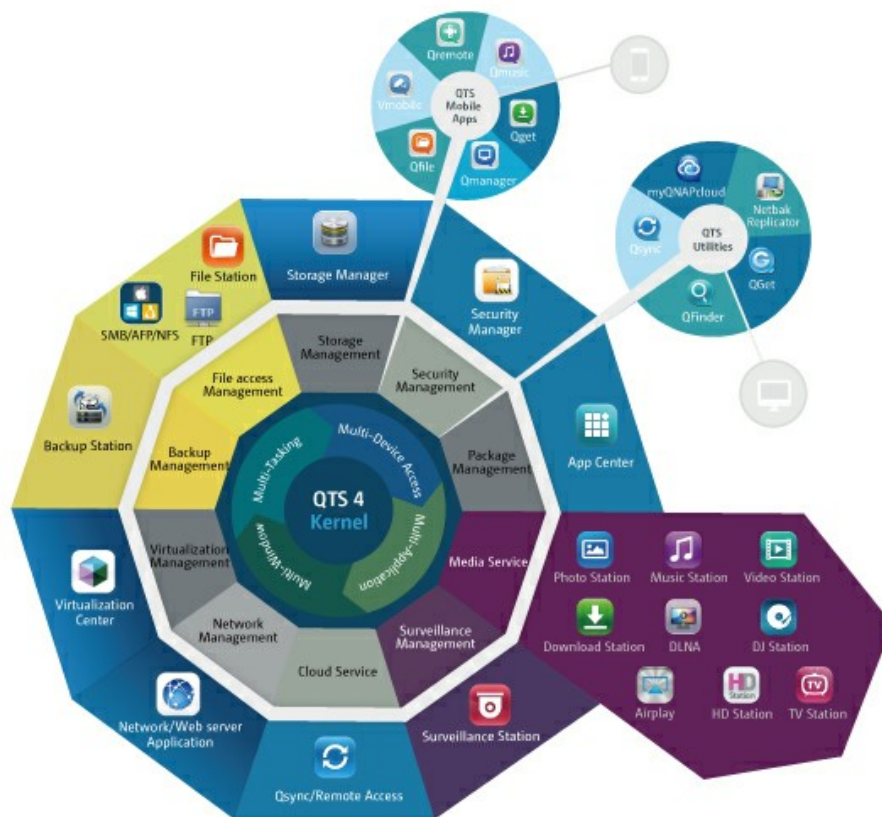 Qremote
Qmusic
Vmobile
QTS
Mobile
Apps
Qget
Qfile
Qmanager
myQNAPcloud
Netbak
Replicator
Qsync
QTS
Utilities
QGet
QFinder
File Station
Storage Manager
Security
Manager
SMB/AFP/NFS
FTP
FTP
Backup Station
App Center
Storage
Management
Security
Management
File access
Management
Backup
Management
Package
Management
Multi-Tasking
Multi-Device Access
Multi-Window
Multi-Application
QTS 4
Kernel
Virtualization
Management
Media Service
Network
Management
Surveillance
Management
Cloud Service
Virtualization
Center
Network/Web server
Application
Qsync/Remote Access
Surveillance Station
Photo Station
Music Station
Video Station
Download Station
DLNA
DJ Station
HD
Station
TV
Airplay
HD Station
TV Station